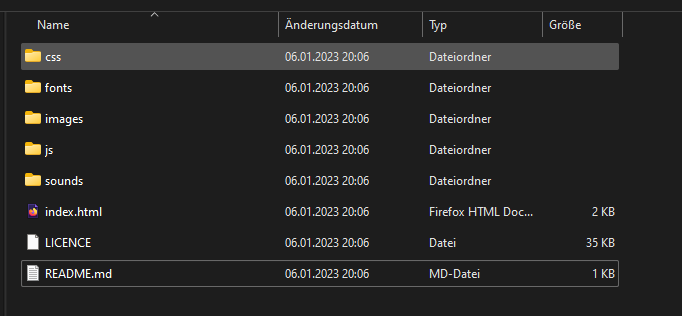 Name Änderungsdatum Typ Größe
css 06.01.2023 20:06 Dateiordner
fonts 06.01.2023 20:06 Dateiordner
images 06.01.2023 20:06 Dateiordner
js 06.01.2023 20:06 Dateiordner
sounds 06.01.2023 20:06 Dateiordner
index.html 06.01.2023 20:06 Firefox HTML Doc... 2 KB
LICENCE 06.01.2023 20:06 Datei 35 KB
README.md 06.01.2023 20:06 MD-Datei 1 KB